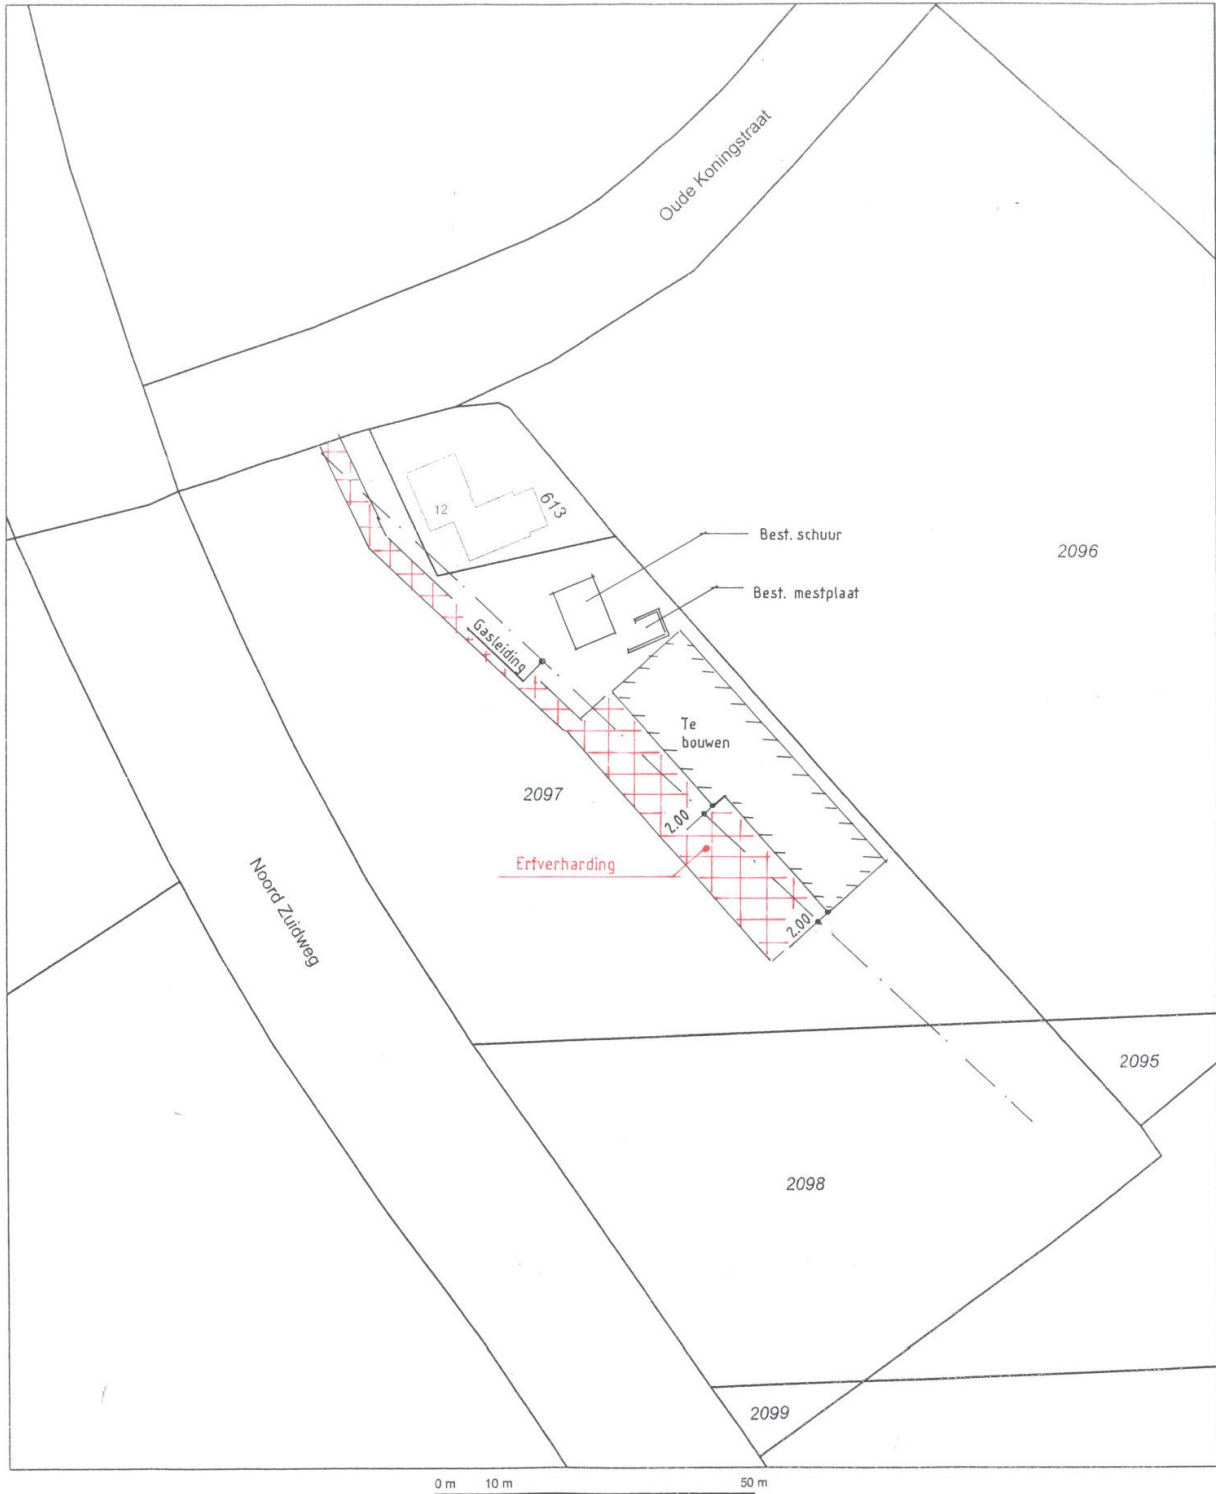 Oude Koningstraat
12
613
Best. schuur
2096
Best. mestplaat
Gasleiding
Te
bouwen
2097
2.00
Erfverharding
Noord Zuidweg
2.00
2095
2098
2099
0 m 10 m 50 m